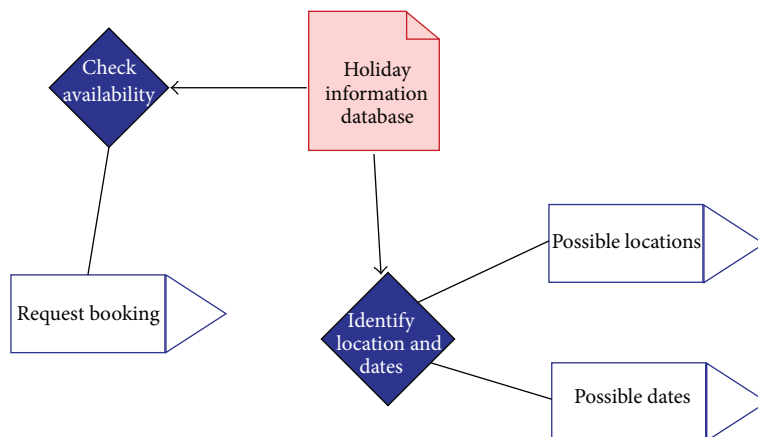 Check
availability
Holiday
information
database
Possible locations
Request booking
Identify
location and
dates
Possible dates